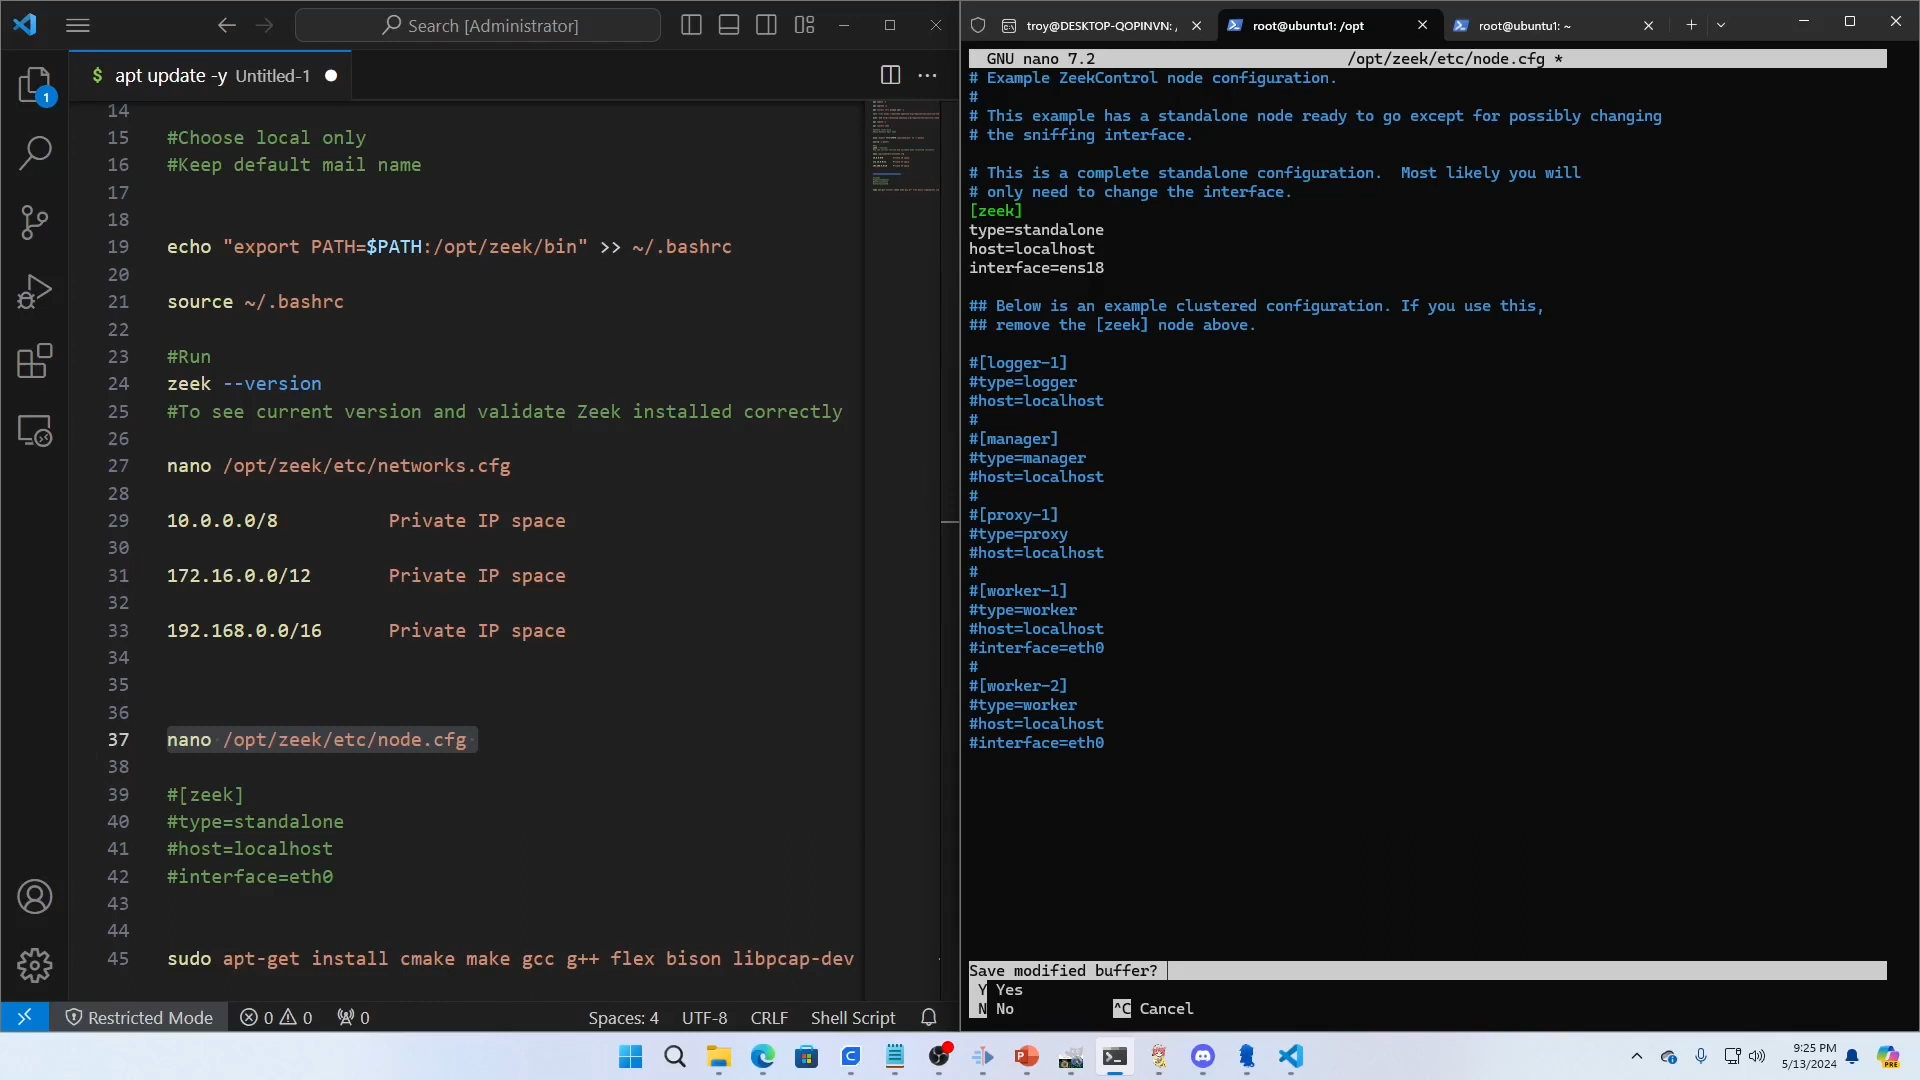 Search [Administrator]
$ apt update -y Untitled-1
1
14
15 #Choose local only
16 #Keep default mail name
17
18
19 echo "export PATH=$PATH:/opt/zeek/bin" >> ~/.bashrc
20
21 source ~/.bashrc
22
23 #Run
24 zeek --version
25 #To see current version and validate Zeek installed correctly
26
27 nano /opt/zeek/etc/networks.cfg
28
29 10.0.0.0/8 Private IP space
30
31 172.16.0.0/12 Private IP space
32
33 192.168.0.0/16 Private IP space
34
35
36
37 nano /opt/zeek/etc/node.cfg
38
39 #[zeek]
40 #type=standalone
41 #host=localhost
42 #interface=eth0
43
44
45 sudo apt-get install cmake make gcc g++ flex bison libpcap-dev
Restricted Mode 0 0 0 Spaces: 4 UTF-8 CRLF Shell Script
troy@DESKTOP-QOPINVN: root@ubuntu1: /opt root@ubuntu1: ~
GNU nano 7.2 /opt/zeek/etc/node.cfg *
# Example ZeekControl node configuration.
#
# This example has a standalone node ready to go except for possibly changing
# the sniffing interface.
# This is a complete standalone configuration.  Most likely you will
# only need to change the interface.
[zeek]
type=standalone
host=localhost
interface=ens18
## Below is an example clustered configuration. If you use this,
## remove the [zeek] node above.
#[logger-1]
#type=logger
#host=localhost
#
#[manager]
#type=manager
#host=localhost
#
#[proxy-1]
#type=proxy
#host=localhost
#
#[worker-1]
#type=worker
#host=localhost
#interface=eth0
#
#[worker-2]
#type=worker
#host=localhost
#interface=eth0
Save modified buffer?
Y Yes
N No ^C Cancel
9:25 PM
5/13/2024
PRE